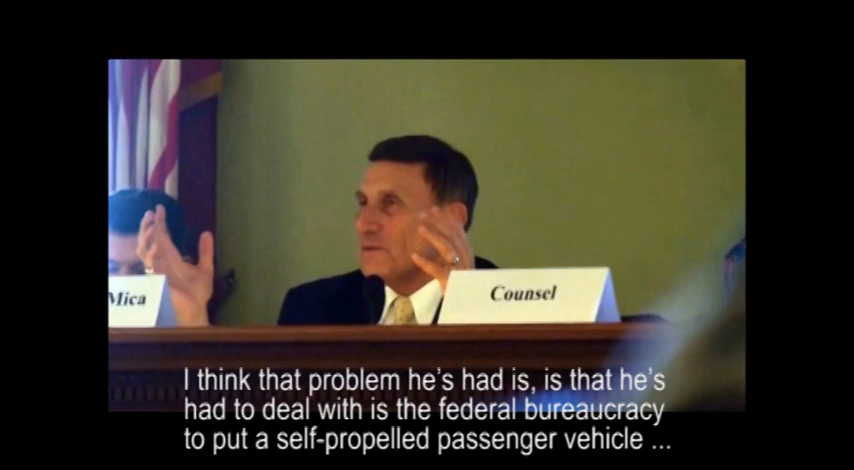 Mica
Counsel
I think that problem he's had is, is that he's
had to deal with is the federal bureaucracy
to put a self-propelled passenger vehicle ...